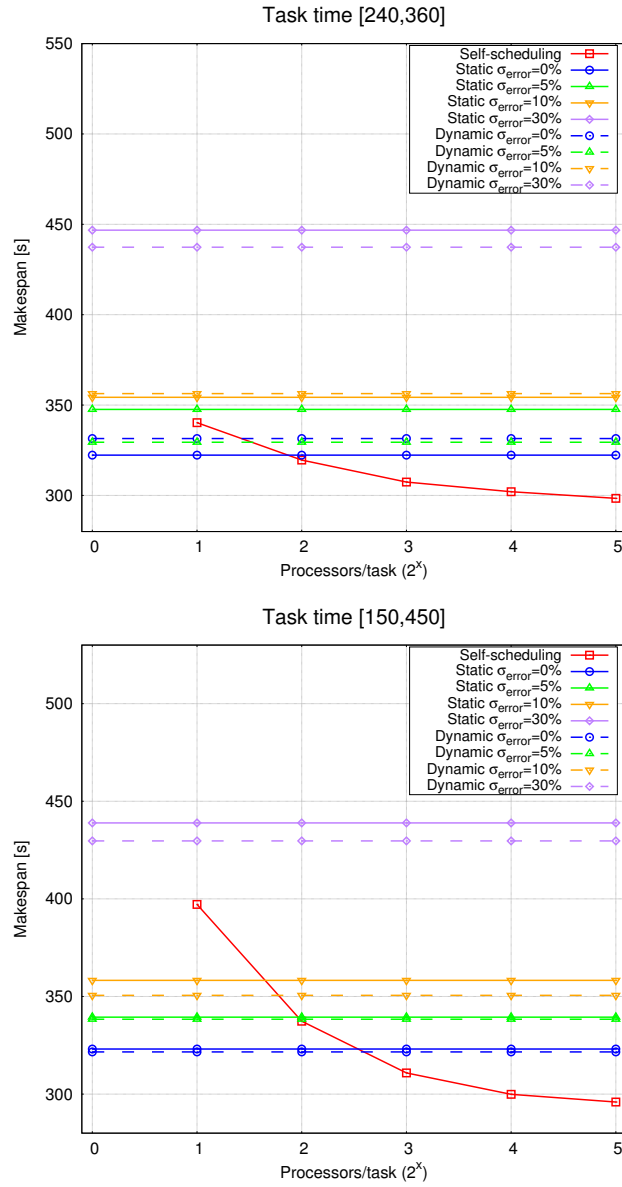 Task time [240,360]
550
500
450
400
350
300
Makespan [s]
Self-scheduling
Static σerror=0%
Static σerror=5%
Static σerror=10%
Static σerror=30%
Dynamic σerror=0%
Dynamic σerror=5%
Dynamic σerror=10%
Dynamic σerror=30%
0 1 2 3 4 5
Processors/task (2^x)
Task time [150,450]
500
450
400
350
300
Makespan [s]
Self-scheduling
Static σerror=0%
Static σerror=5%
Static σerror=10%
Static σerror=30%
Dynamic σerror=0%
Dynamic σerror=5%
Dynamic σerror=10%
Dynamic σerror=30%
0 1 2 3 4 5
Processors/task (2^x)